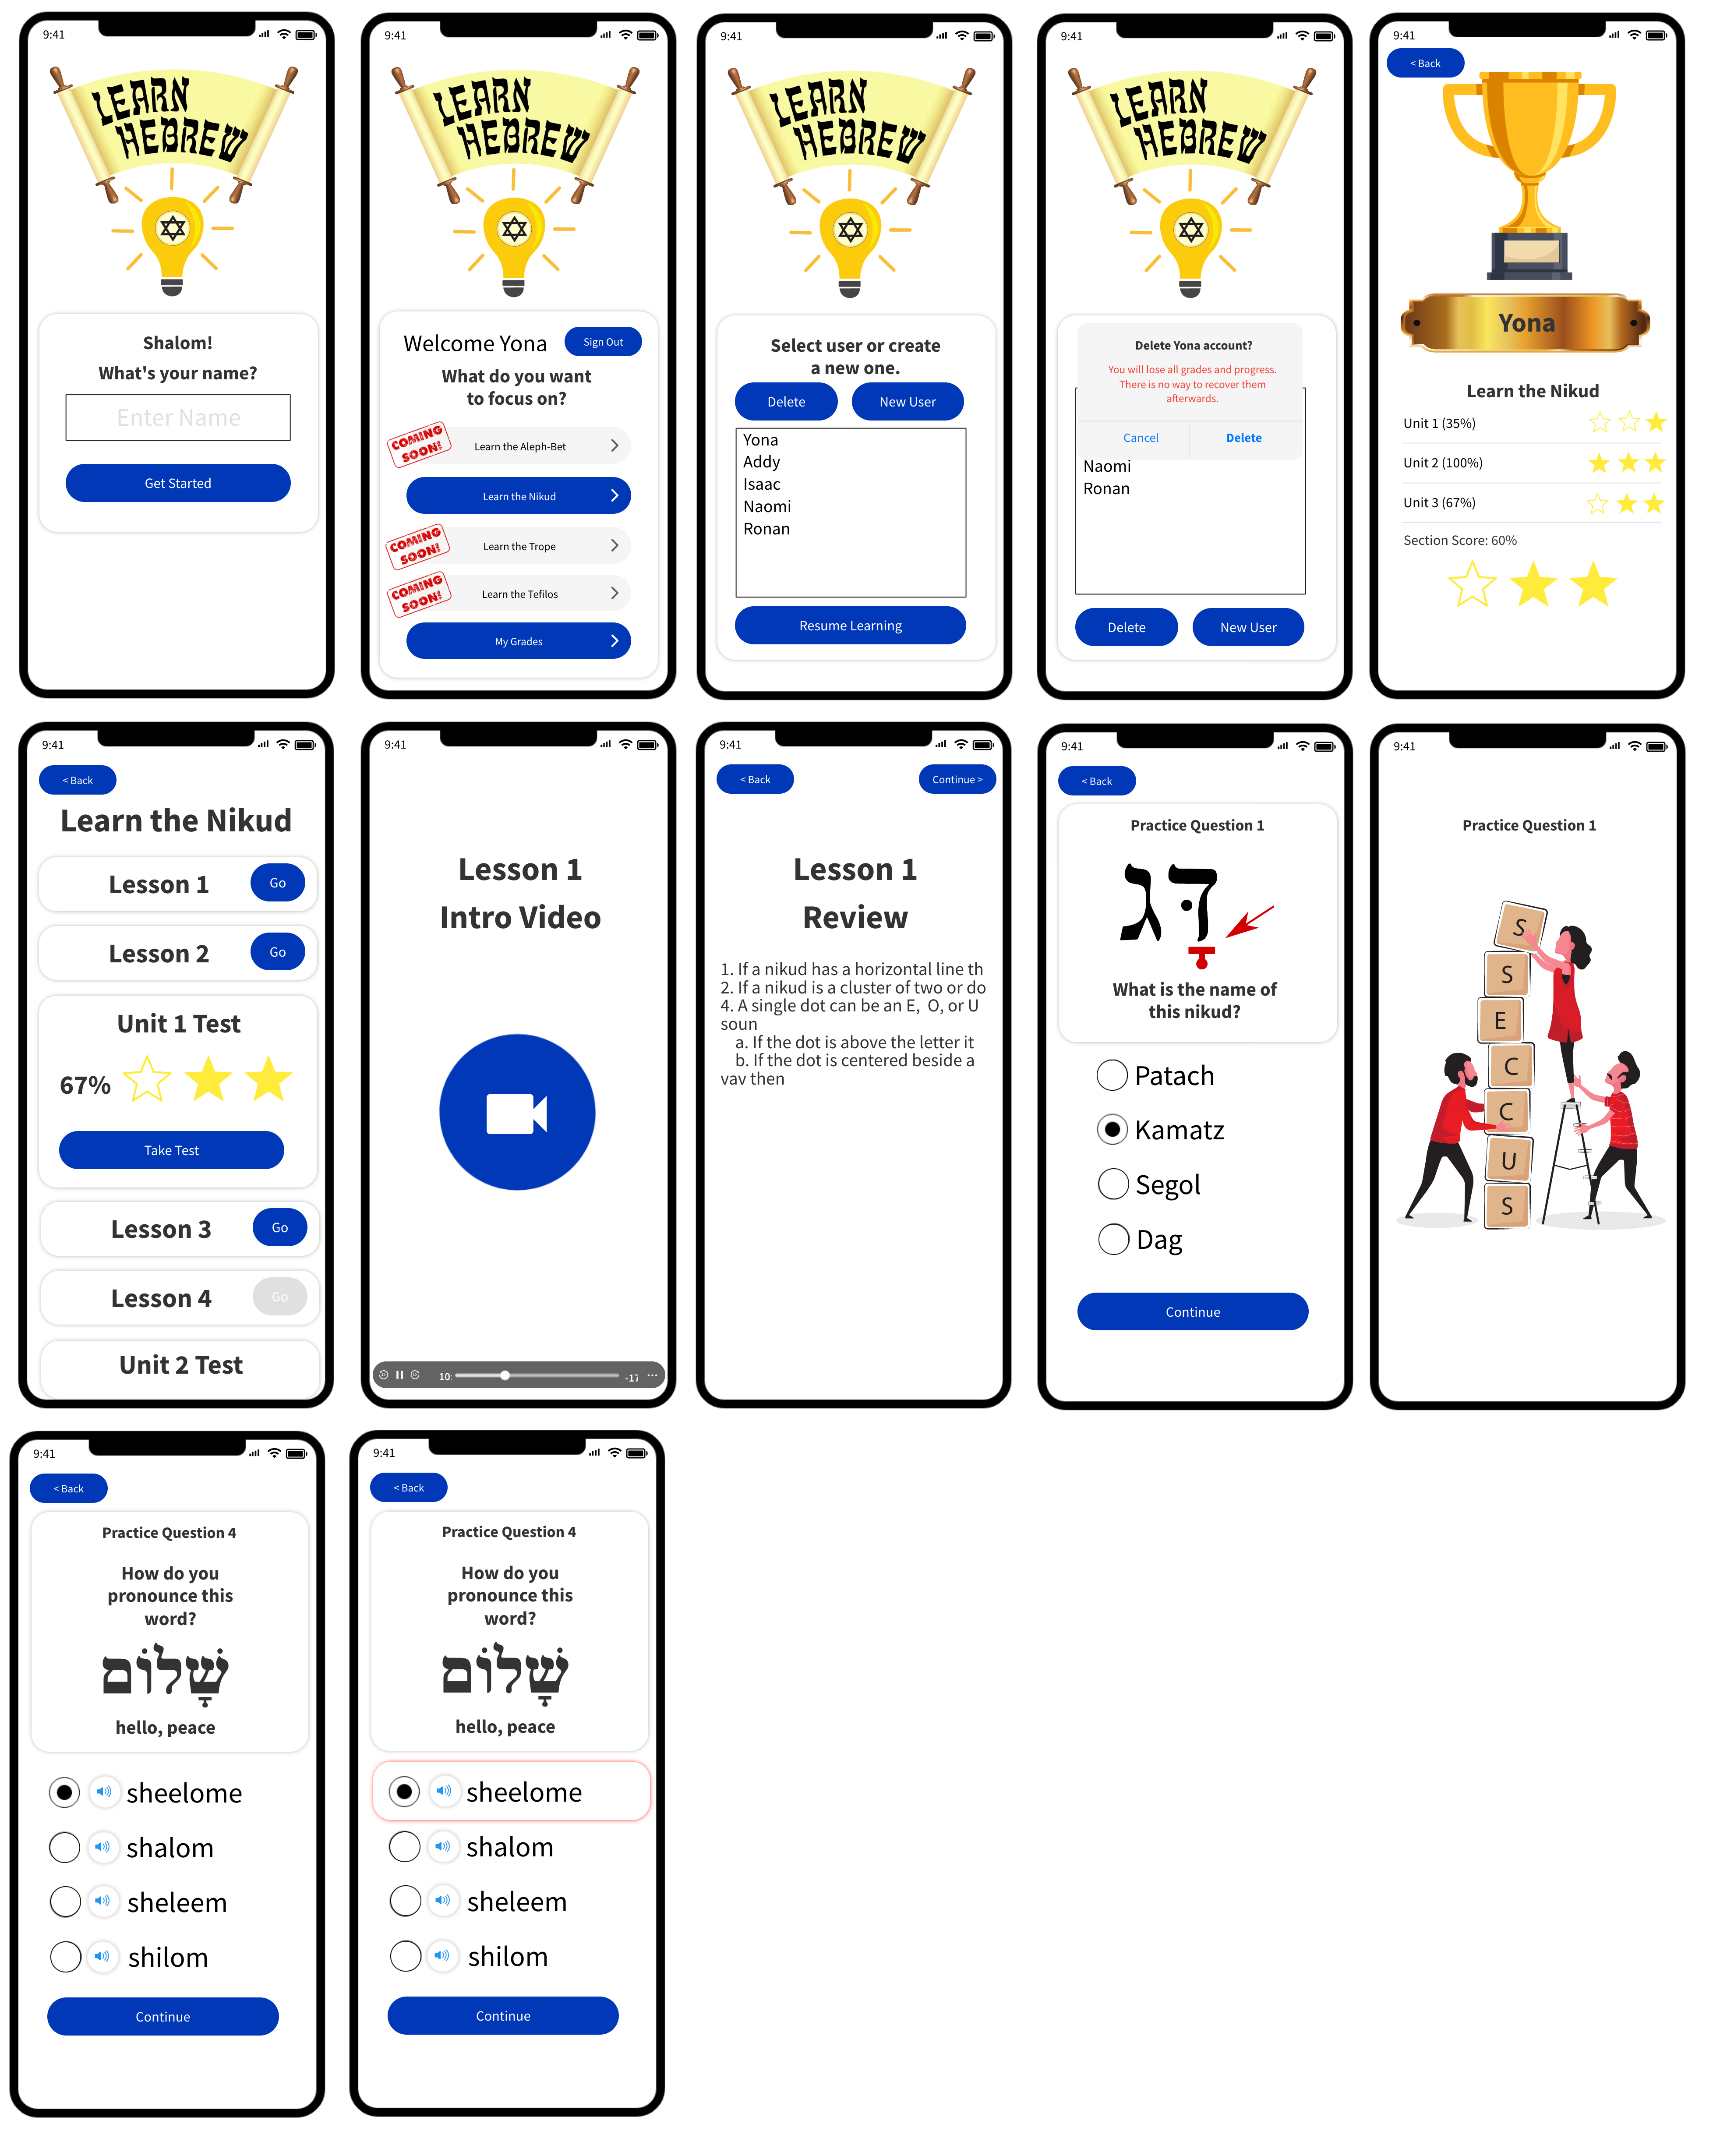 9:41
LEARN
HEBREW
Shalom!
What's your name?
Enter Name
Get Started
9:41
LEARN
HEBREW
Welcome Yona
Sign Out
What do you want
to focus on?
COMING
SOON!
Learn the Aleph-Bet
Learn the Nikud
COMING
SOON!
Learn the Trope
COMING
SOON!
Learn the Tefilos
My Grades
9:41
LEARN
HEBREW
Select user or create
a new one.
Delete
New User
Yona
Addy
Isaac
Naomi
Ronan
Resume Learning
9:41
LEARN
HEBREW
Delete Yona account?
You will lose all grades and progress.
There is no way to recover them
afterwards.
Cancel
Delete
Naomi
Ronan
Delete
New User
9:41
< Back
Yona
Learn the Nikud
Unit 1 (35%)
Unit 2 (100%)
Unit 3 (67%)
Section Score: 60%
9:41
< Back
Learn the Nikud
Lesson 1
Go
Lesson 2
Go
Unit 1 Test
67%
Take Test
Lesson 3
Go
Lesson 4
Go
Unit 2 Test
9:41
Lesson 1
Intro Video
10:
-17
9:41
< Back
Continue >
Lesson 1
Review
1. If a nikud has a horizontal line th
2. If a nikud is a cluster of two or do
4. A single dot can be an E,  O, or U
soun
a. If the dot is above the letter it
b. If the dot is centered beside a
vav then
9:41
< Back
Practice Question 1
דָּג
What is the name of
this nikud?
Patach
Kamatz
Segol
Dag
Continue
9:41
Practice Question 1
S
S
E
C
C
U
S
9:41
< Back
Practice Question 4
How do you
pronounce this
word?
שָׁלוֹם
hello, peace
sheelome
shalom
sheleem
shilom
Continue
9:41
< Back
Practice Question 4
How do you
pronounce this
word?
שָׁלוֹם
hello, peace
sheelome
shalom
sheleem
shilom
Continue